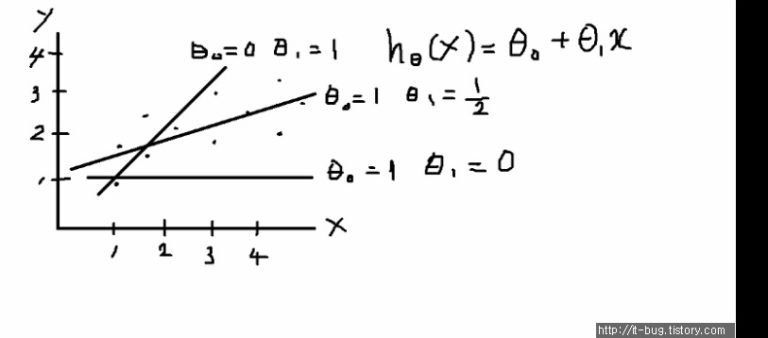 y
θ₀=0 θ₁=1 h_θ(x)=θ₀+θ₁x
4
3
θ₀=1 θ₁=1/2
2
θ₀=1 θ₁=0
1
x
1 2 3 4
http://it-bug.tistory.com